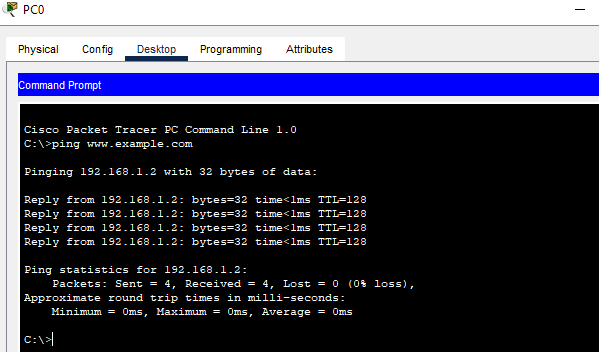 PC0
Physical Config Desktop Programming Attributes
Command Prompt
Cisco Packet Tracer PC Command Line 1.0
C:\>ping www.example.com
Pinging 192.168.1.2 with 32 bytes of data:
Reply from 192.168.1.2: bytes=32 time<1ms TTL=128
Reply from 192.168.1.2: bytes=32 time<1ms TTL=128
Reply from 192.168.1.2: bytes=32 time<1ms TTL=128
Reply from 192.168.1.2: bytes=32 time<1ms TTL=128
Ping statistics for 192.168.1.2:
Packets: Sent = 4, Received = 4, Lost = 0 (0% loss),
Approximate round trip times in milli-seconds:
Minimum = 0ms, Maximum = 0ms, Average = 0ms
C:\>